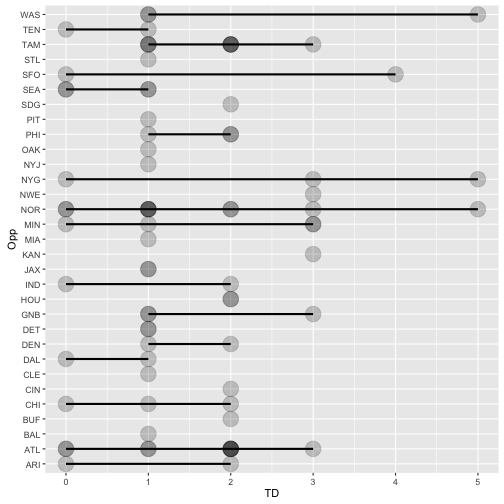 WAS
TEN
TAM
STL
SFO
SEA
SDG
PIT
PHI
OAK
NYJ
NYG
NWE
NOR
MIN
MIA
KAN
JAX
IND
HOU
GNB
DET
DEN
DAL
CLE
CIN
CHI
BUF
BAL
ATL
ARI
Opp
0 1 2 3 4 5
TD